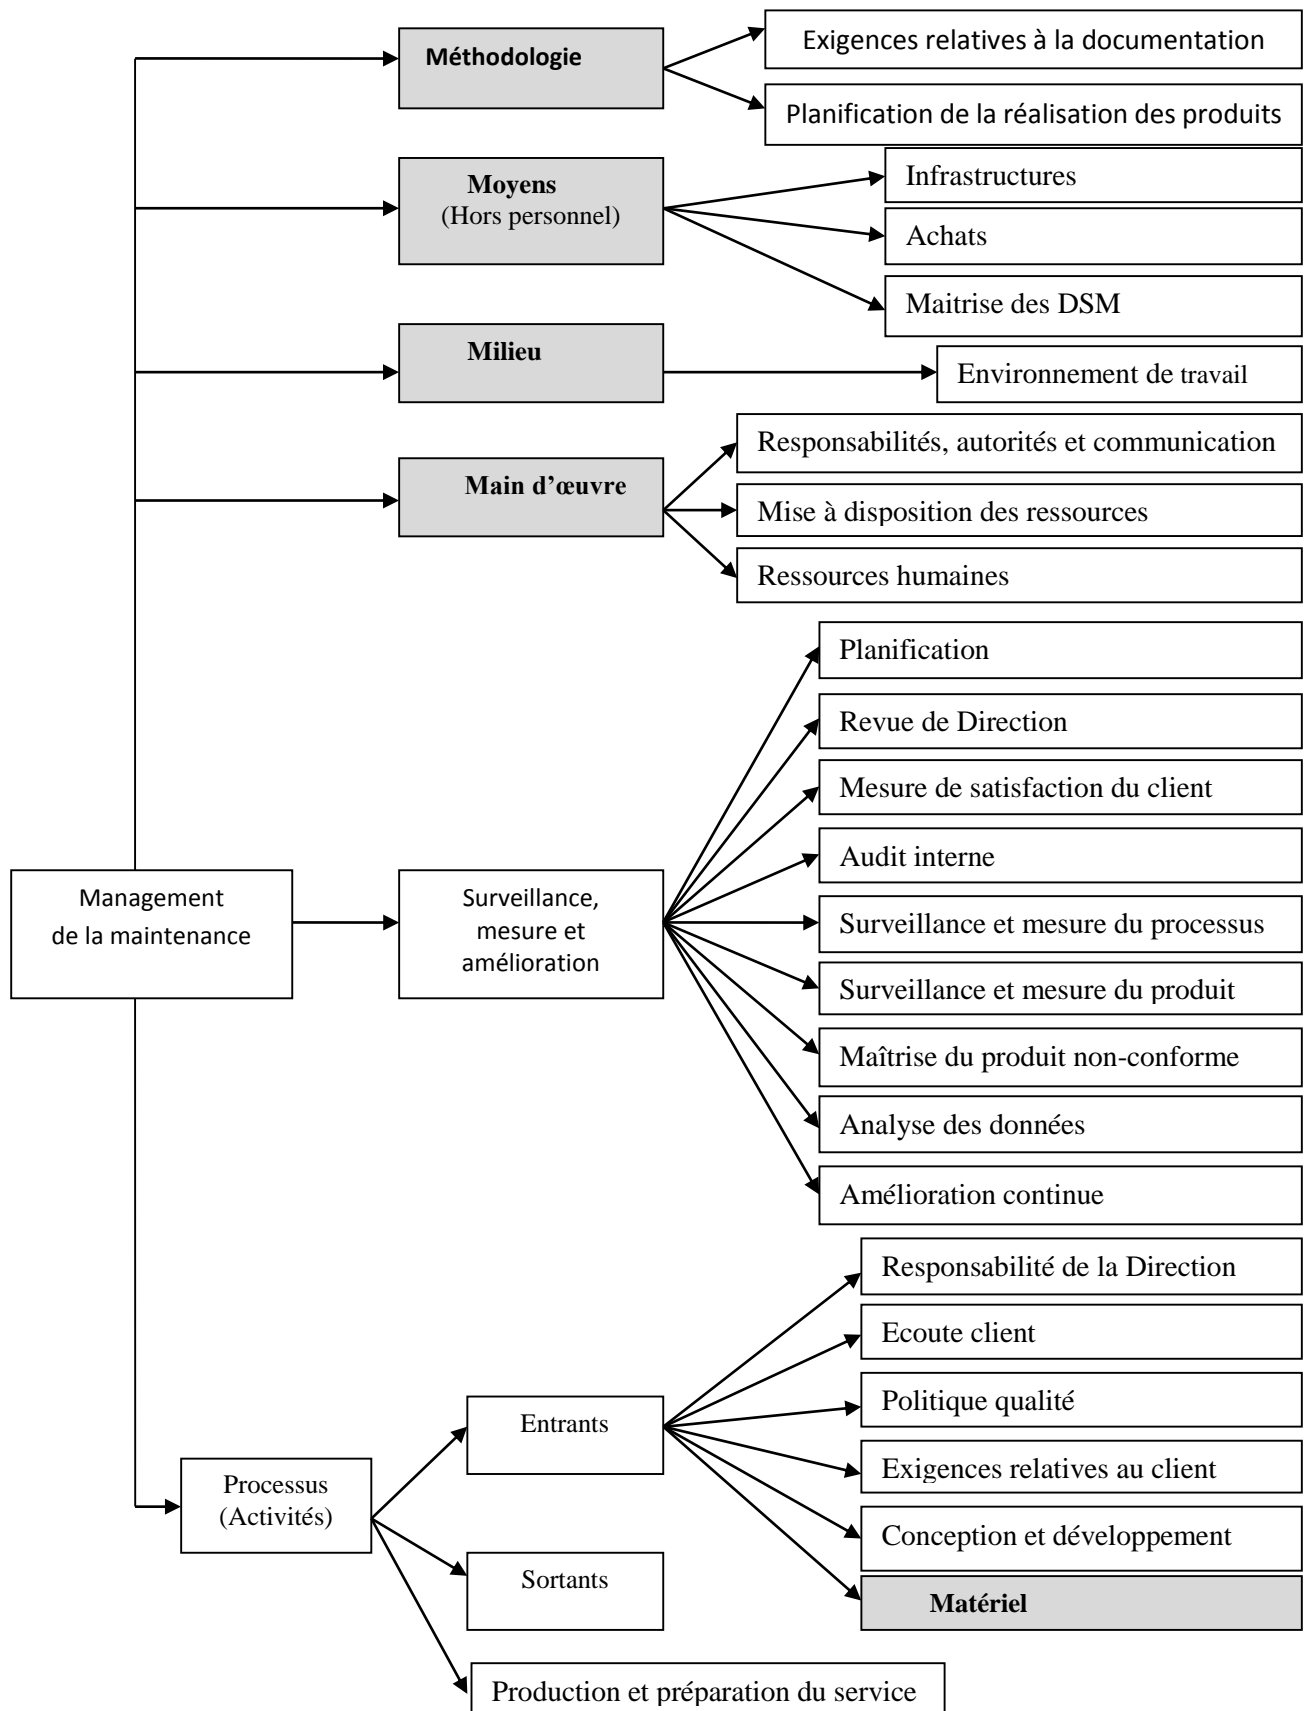 Méthodologie
Exigences relatives à la documentation
Planification de la réalisation des produits
Moyens
(Hors personnel)
Infrastructures
Achats
Maitrise des DSM
Milieu
Environnement de travail
Main d’œuvre
Responsabilités, autorités et communication
Mise à disposition des ressources
Ressources humaines
Management
de la maintenance
Surveillance,
mesure et
amélioration
Planification
Revue de Direction
Mesure de satisfaction du client
Audit interne
Surveillance et mesure du processus
Surveillance et mesure du produit
Maîtrise du produit non-conforme
Analyse des données
Amélioration continue
Processus
(Activités)
Entrants
Responsabilité de la Direction
Ecoute client
Politique qualité
Exigences relatives au client
Conception et développement
Matériel
Sortants
Production et préparation du service